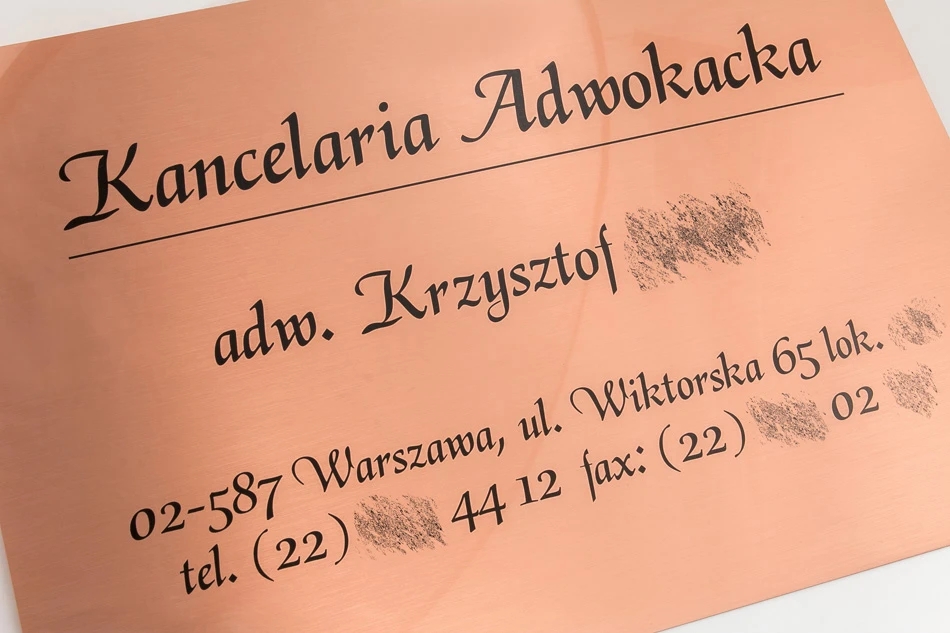 Kancelaria Adwokacka
adw. Krzysztof
02-587 Warszawa, ul. Wiktorska 65 lok.
tel. (22) 44 12 fax: (22) 02